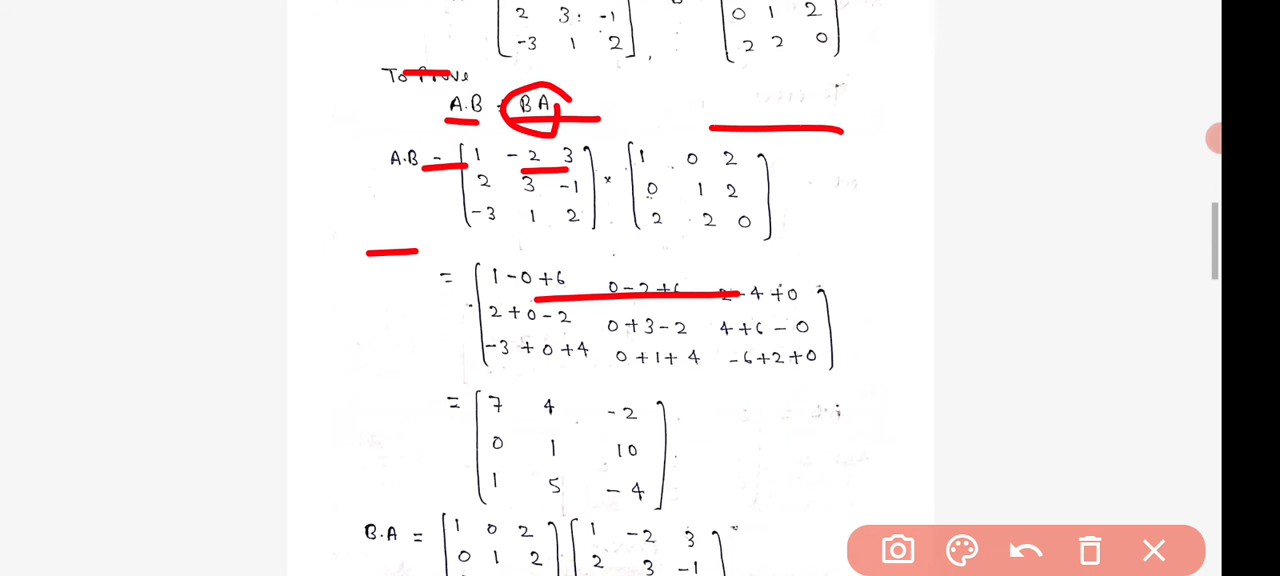 2 3 -1
0 1 2
-3 1 2 ,
2 2 0
To Prove
A.B BA
A.B = 1 -2 3 × 1 0 2
2 3 -1 0 1 2
-3 1 2 2 2 0
= 1-0+6 0-2+6 2-4+0
2+0-2 0+3-2 4+6-0
-3+0+4 0+1+4 -6+2+0
= 7 4 -2
0 1 10
1 5 -4
B.A = 1 0 2 1 -2 3
0 1 2 2 3 -1